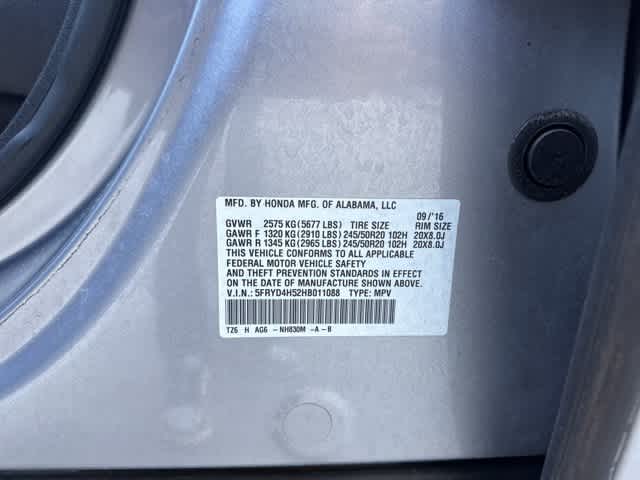 MFD. BY HONDA MFG. OF ALABAMA, LLC
09/'16
GVWR 2575 KG(5677 LBS) TIRE SIZE RIM SIZE
GAWR F 1320 KG(2910 LBS) 245/50R20 102H 20X8.0J
GAWR R 1345 KG(2965 LBS) 245/50R20 102H 20X8.0J
THIS VEHICLE CONFORMS TO ALL APPLICABLE
FEDERAL MOTOR VEHICLE SAFETY
AND THEFT PREVENTION STANDARDS IN EFFECT
ON THE DATE OF MANUFACTURE SHOWN ABOVE.
V.I.N.: 5FRYD4H52HB011088 TYPE: MPV
TZ6 H AG6 -NH830M -A -B